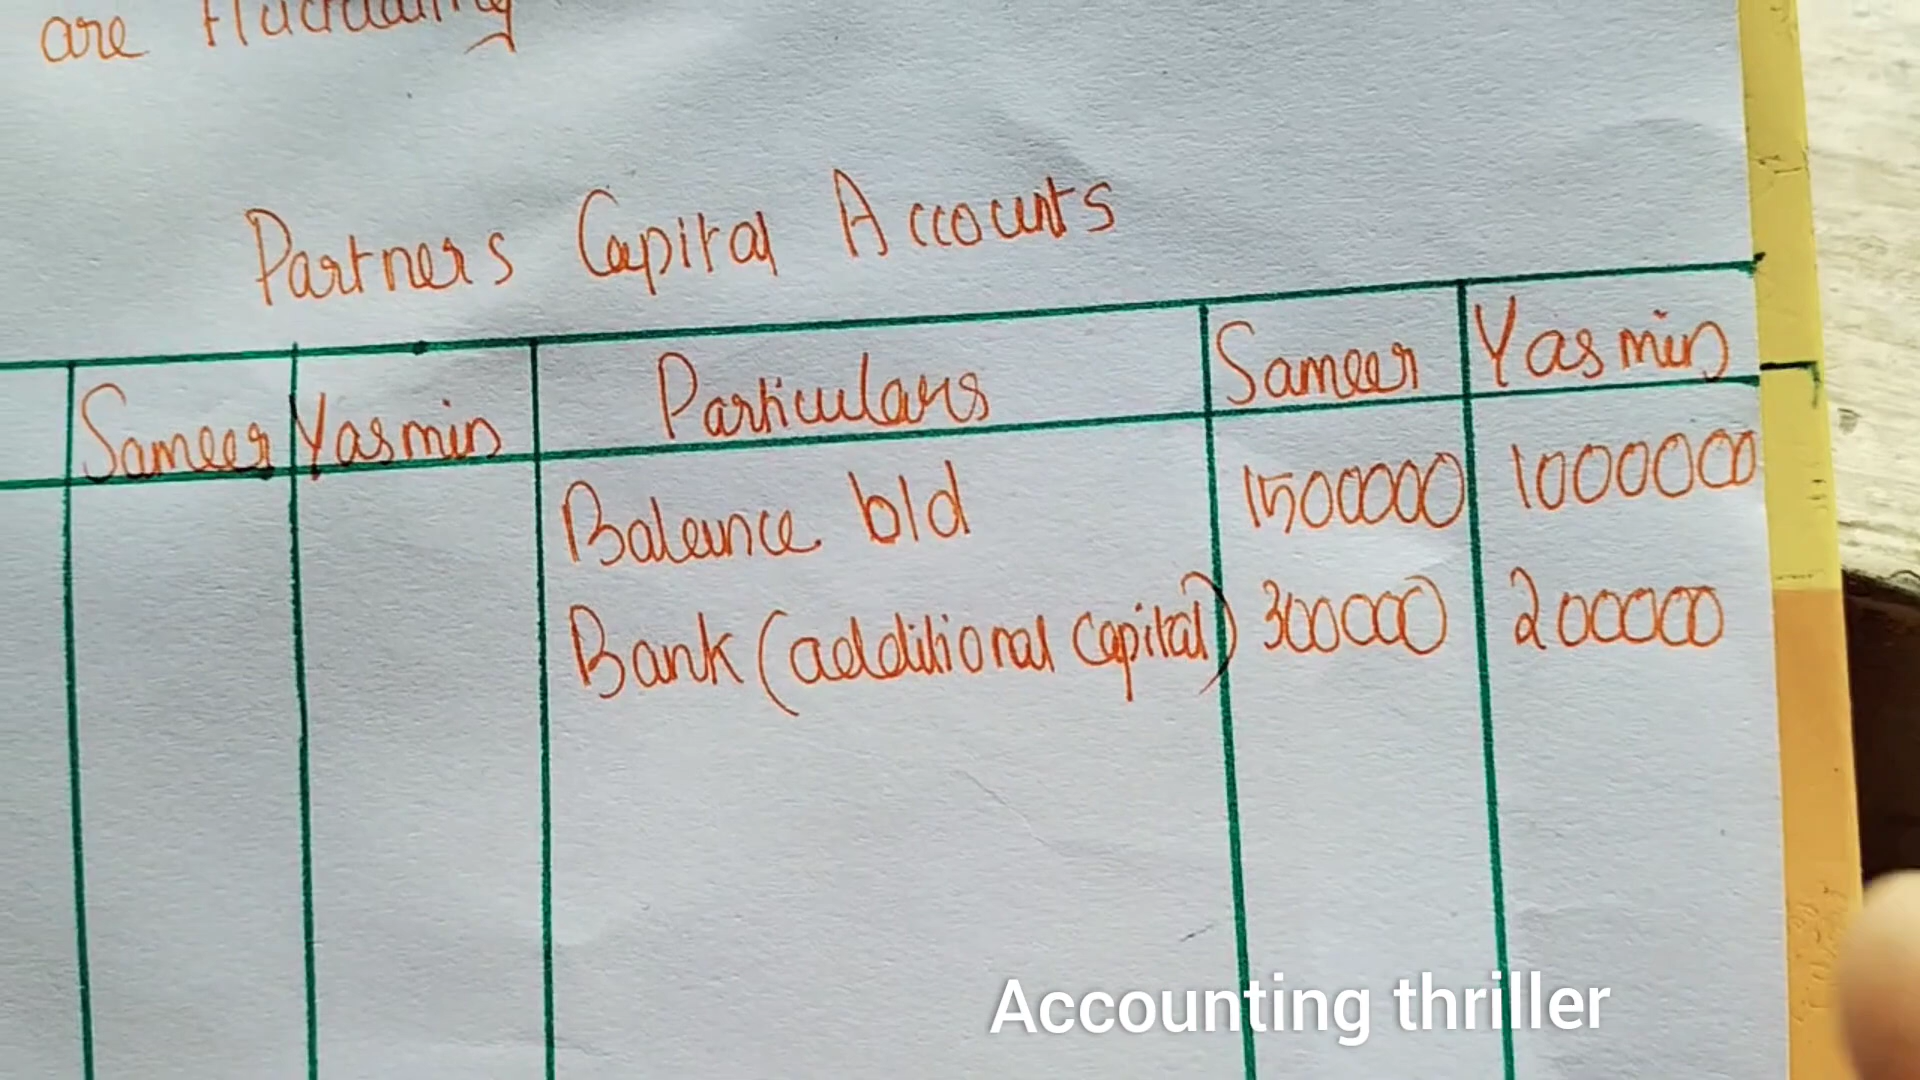 are fluctuating
Partners Capital Accounts
Sameer Yasmin Particulars Sameer Yasmin
Balance b/d 1500000 1000000
Bank (additional capital) 300000 200000
Accounting thriller